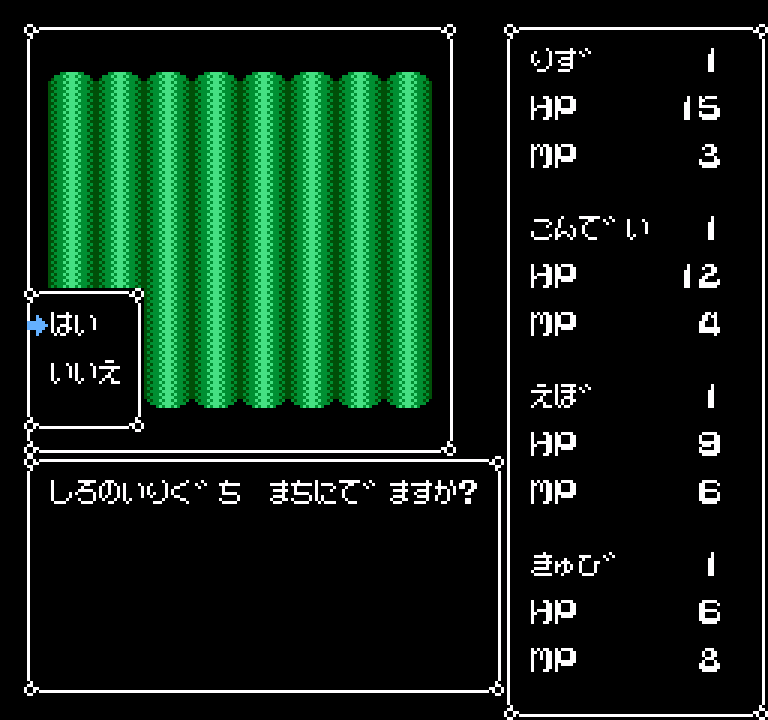 はい
いいえ
しろのいりぐち まちにでますか?
りず 1
HP 15
MP 3
こんでい 1
HP 12
MP 4
えぼ 1
HP 9
MP 6
きゅび 1
HP 6
MP 8